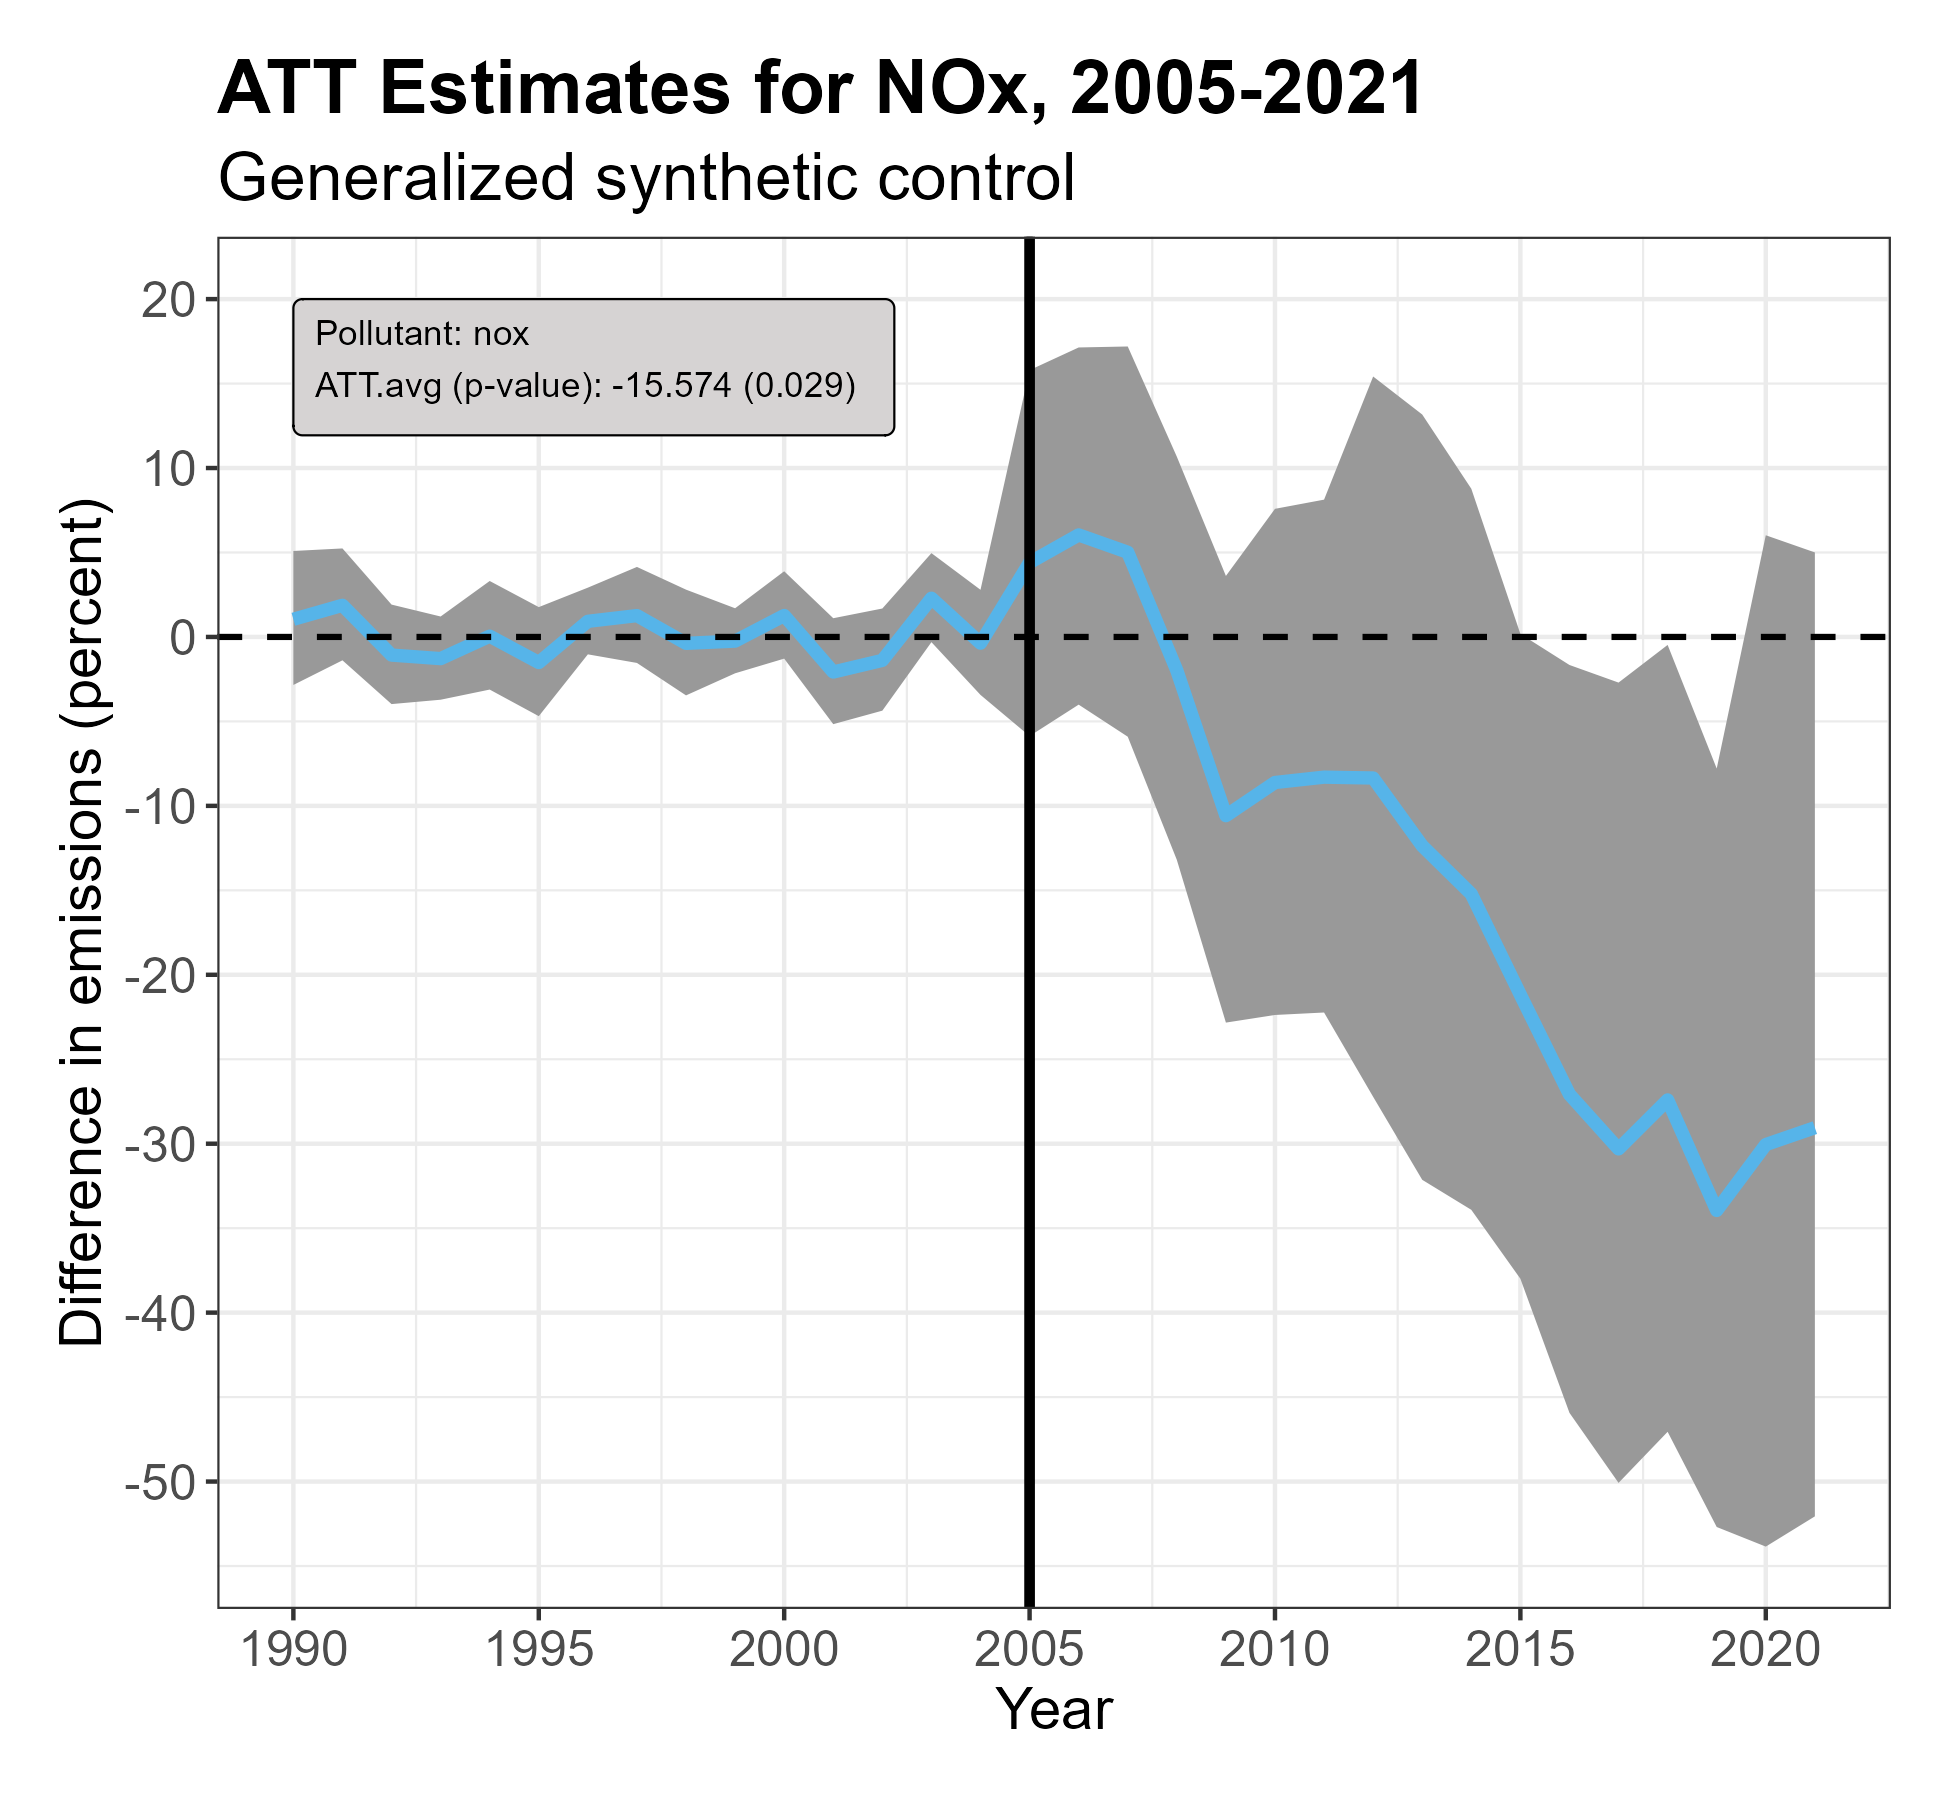 ATT Estimates for NOx, 2005-2021
Generalized synthetic control
Pollutant: nox
ATT.avg (p-value): -15.574 (0.029)
Difference in emissions (percent)
20
10
0
-10
-20
-30
-40
-50
1990 1995 2000 2005 2010 2015 2020
Year